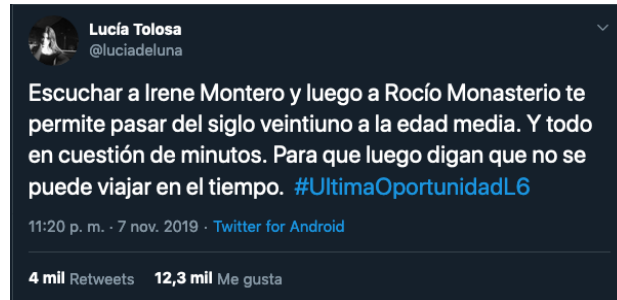 Lucía Tolosa
@luciadeluna
Escuchar a Irene Montero y luego a Rocío Monasterio te
permite pasar del siglo veintiuno a la edad media. Y todo
en cuestión de minutos. Para que luego digan que no se
puede viajar en el tiempo. #UltimaOportunidadL6
11:20 p. m. · 7 nov. 2019 · Twitter for Android
4 mil Retweets 12,3 mil Me gusta